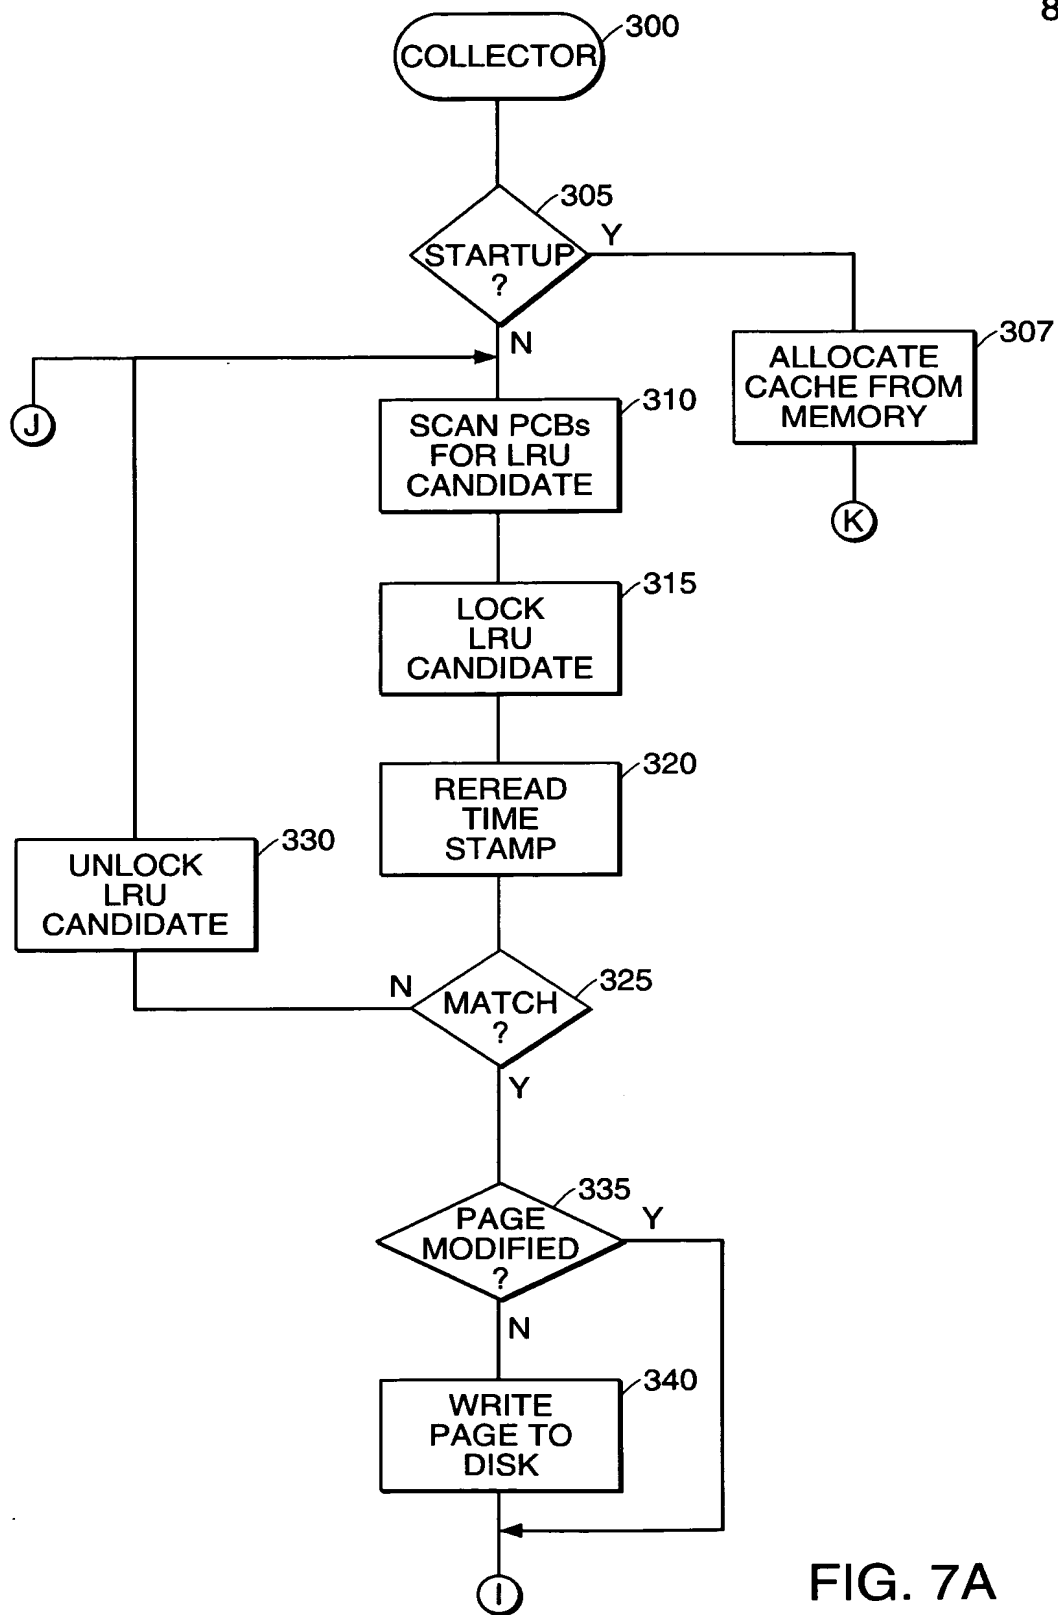 8
COLLECTOR
300
305
STARTUP
?
Y
N
307
ALLOCATE
CACHE FROM
MEMORY
J
310
SCAN PCBs
FOR LRU
CANDIDATE
K
315
LOCK
LRU
CANDIDATE
320
REREAD
TIME
STAMP
330
UNLOCK
LRU
CANDIDATE
N
325
MATCH
?
Y
335
PAGE
MODIFIED
?
Y
N
340
WRITE
PAGE TO
DISK
I
FIG. 7A